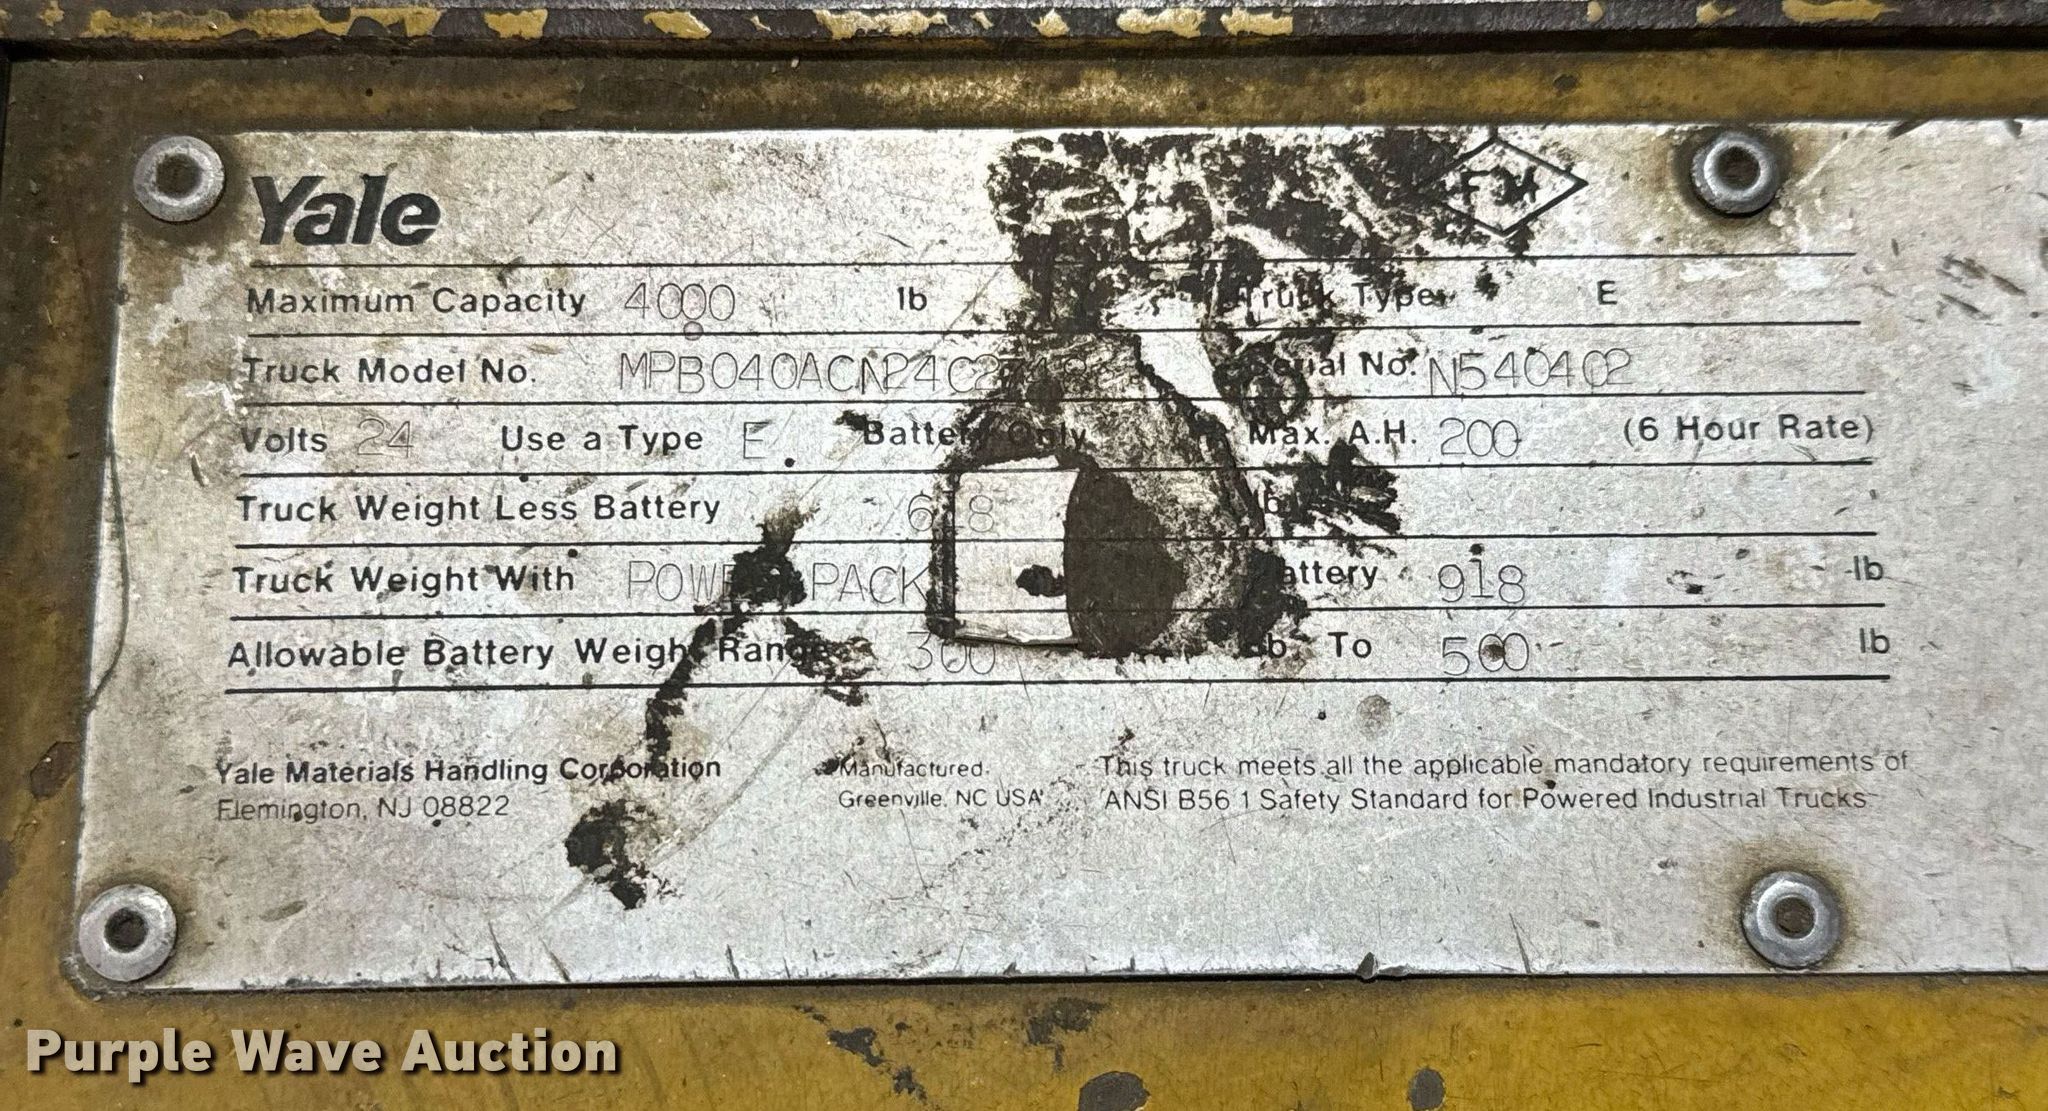 Yale FM
Maximum Capacity 4000 lb Truck Type E
Truck Model No. MPB040ACN24C2748 Serial No. N540402
Volts 24 Use a Type E Battery Only Max. A.H. 200 (6 Hour Rate)
Truck Weight Less Battery 618 lb
Truck Weight With POWER PACK Battery 918 lb
Allowable Battery Weight Range 300 lb To 500 lb
Yale Materials Handling Corporation Manufactured This truck meets all the applicable mandatory requirements of
Flemington, NJ 08822 Greenville, NC USA ANSI B56.1 Safety Standard for Powered Industrial Trucks
Purple Wave Auction